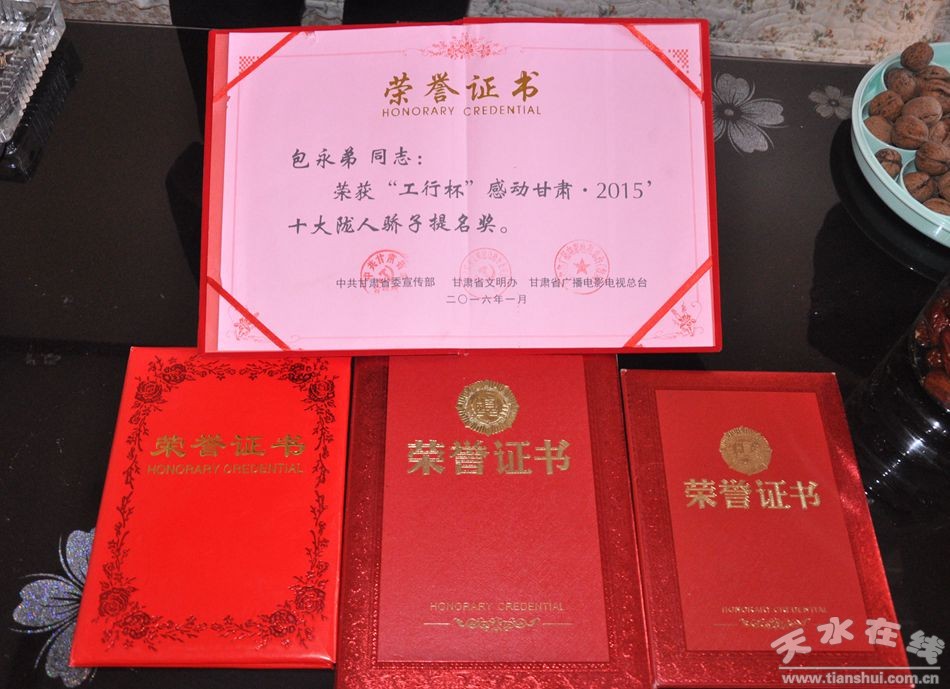 荣誉证书
HONORARY CREDENTIAL
包永弟 同志：
荣获“工行杯”感动甘肃·2015’
十大陇人骄子提名奖。
中共甘肃省委宣传部 甘肃省文明办 甘肃省广播电影电视总台
二〇一六年一月
荣誉证书
HONORARY CREDENTIAL
荣誉证书
HONORARY CREDENTIAL
荣誉证书
HONORARD CREDENTIAL
天水在线
www.tianshui.com.cn